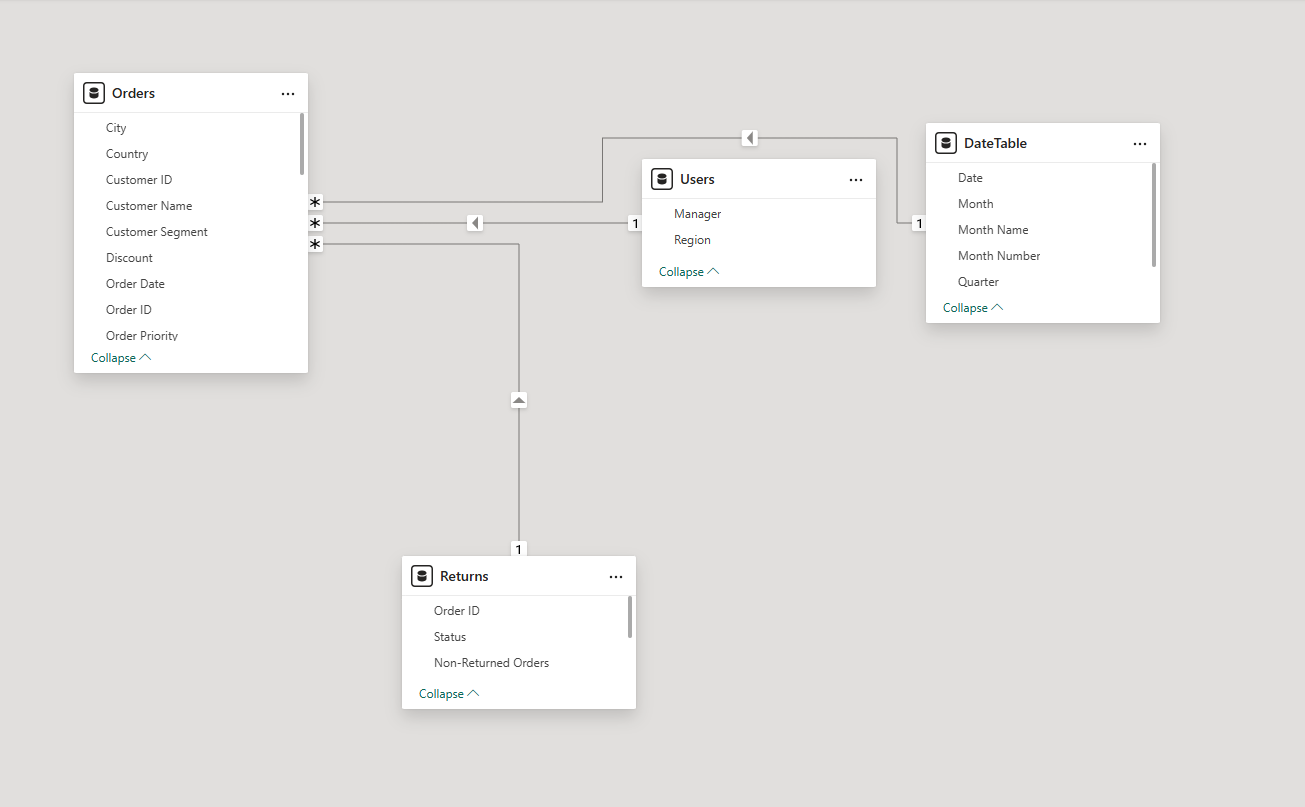 Orders
City
Country
Customer ID
Customer Name
Customer Segment
Discount
Order Date
Order ID
Order Priority
Collapse
*
*
*
1
Users
Manager
Region
Collapse
1
DateTable
Date
Month
Month Name
Month Number
Quarter
Collapse
1
Returns
Order ID
Status
Non-Returned Orders
Collapse